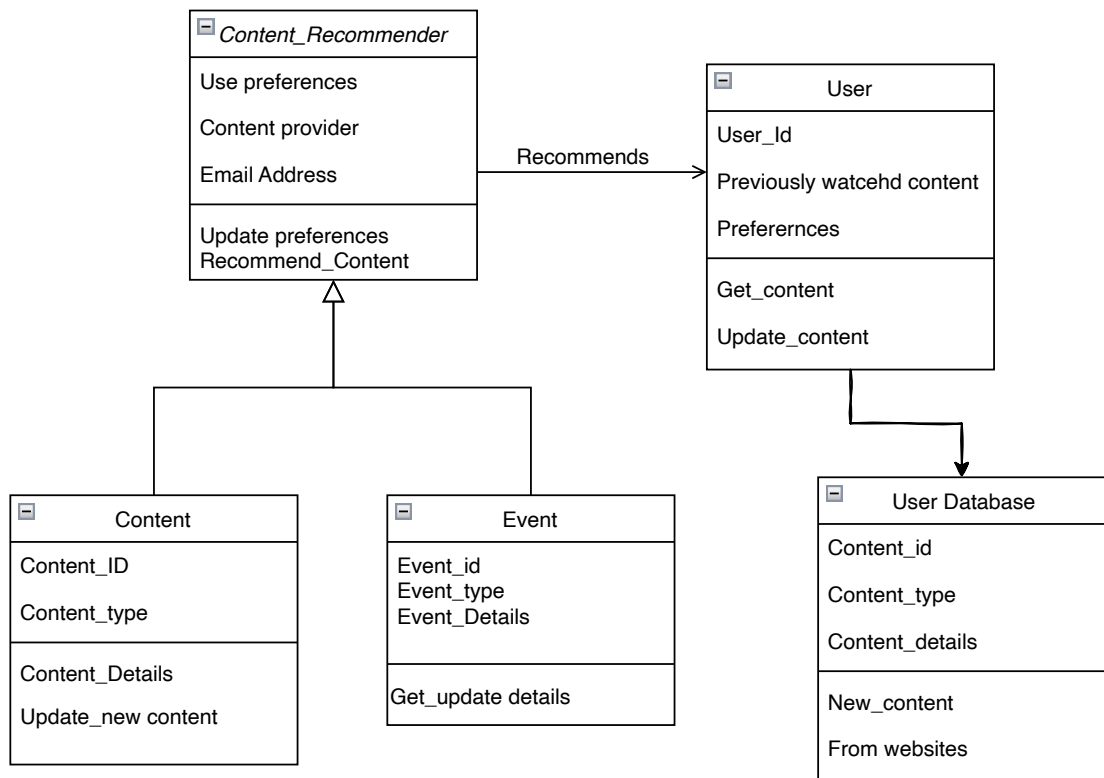 Content_Recommender
Use preferences
Content provider
Email Address
Update preferences
Recommend_Content
Recommends
User
User_Id
Previously watcehd content
Preferernces
Get_content
Update_content
Content
Content_ID
Content_type
Content_Details
Update_new content
Event
Event_id
Event_type
Event_Details
Get_update details
User Database
Content_id
Content_type
Content_details
New_content
From websites